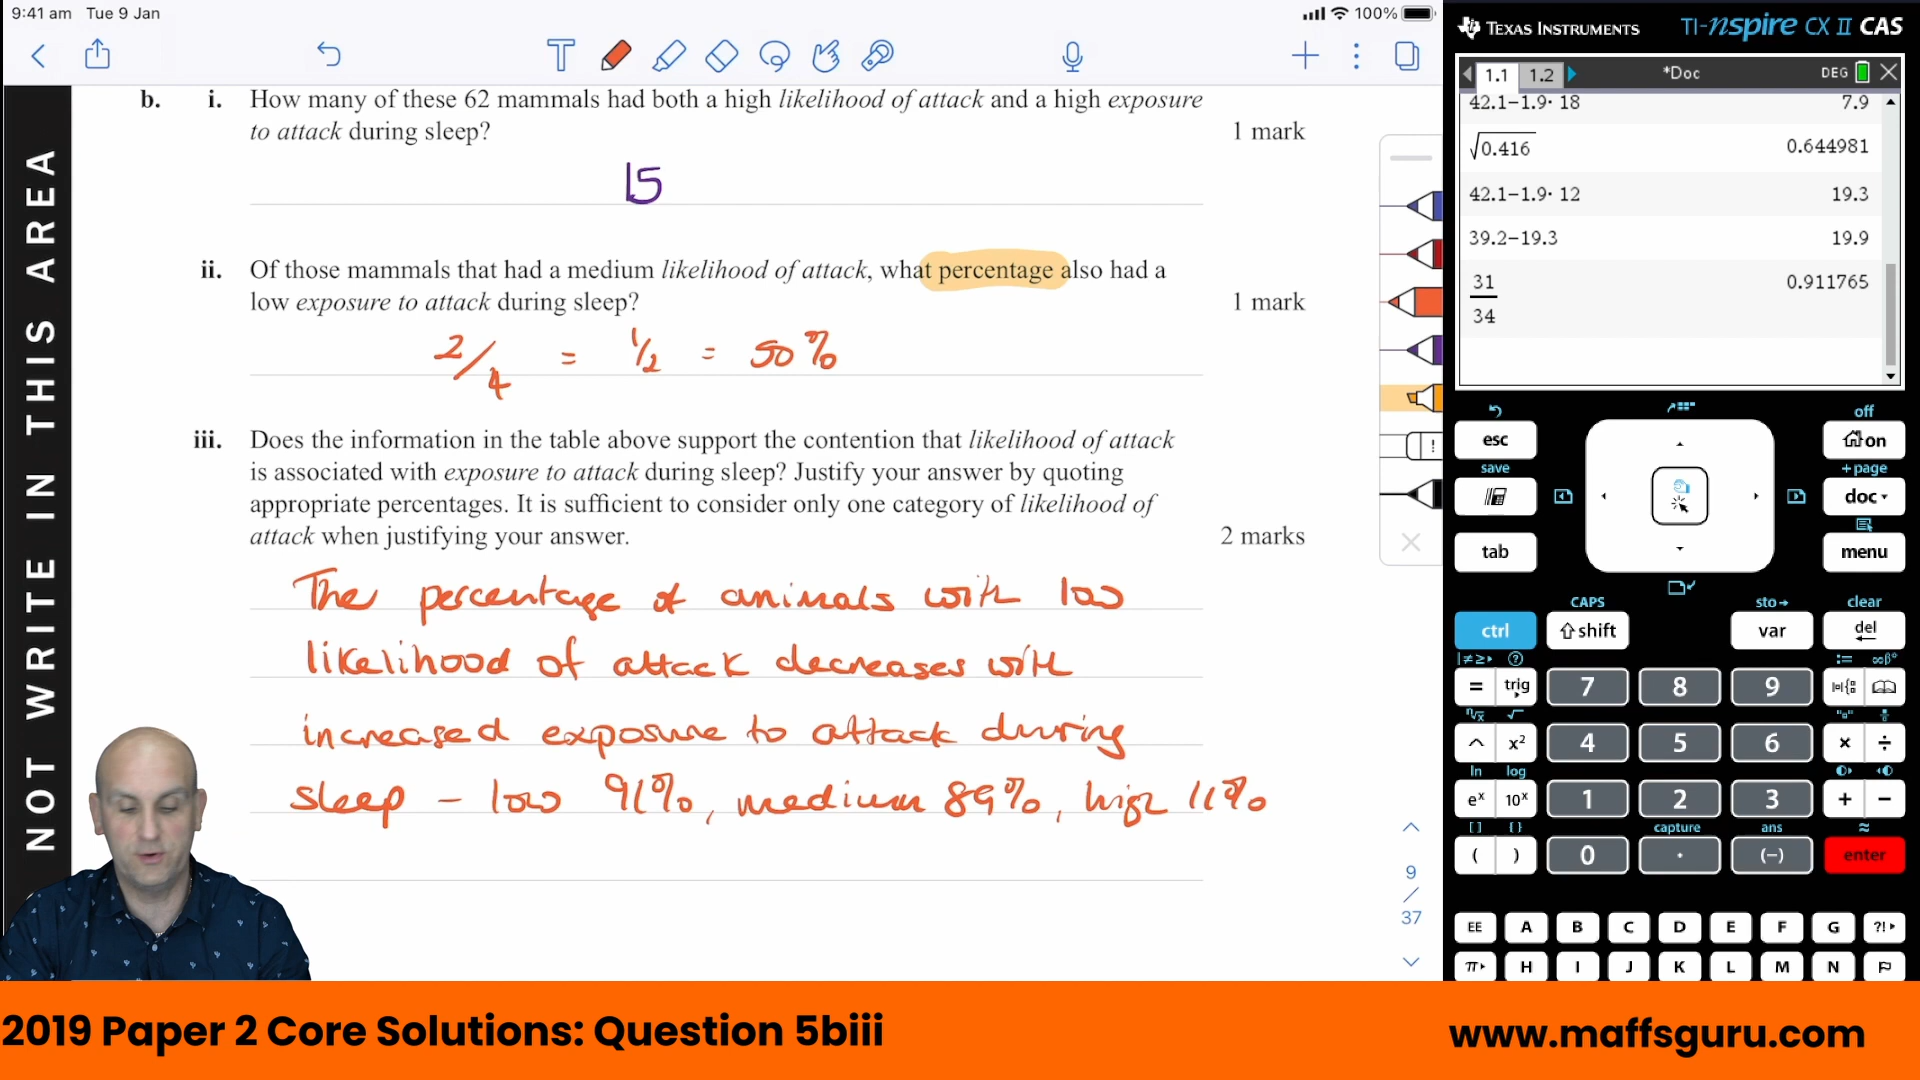 9:41 am Tue 9 Jan
100%
b. i. How many of these 62 mammals had both a high likelihood of attack and a high exposure
to attack during sleep?
1 mark
15
ii. Of those mammals that had a medium likelihood of attack, what percentage also had a
low exposure to attack during sleep?
1 mark
2/4 = 1/2 = 50%
iii. Does the information in the table above support the contention that likelihood of attack
is associated with exposure to attack during sleep? Justify your answer by quoting
appropriate percentages. It is sufficient to consider only one category of likelihood of
attack when justifying your answer.
2 marks
The percentage of animals with low
likelihood of attack decreases with
increased exposure to attack during
sleep - low 91%, medium 89%, high 11%
NOT WRITE IN THIS AREA
9
/
37
TEXAS INSTRUMENTS
TI-nspire CX II CAS
1.1 1.2 *Doc DEG
42.1−1.9· 18 7.9
√0.416 0.644981
42.1−1.9· 12 19.3
39.2−19.3 19.9
31 0.911765
34
off
esc on
save +page
doc
tab menu
CAPS sto→ clear
ctrl shift var del
= trig 7 8 9
n√x √
^ x² 4 5 6 × ÷
ln log
eˣ 10ˣ 1 2 3 + −
[] {} capture ans ≈
( ) 0 . (−) enter
EE A B C D E F G ?!
π H I J K L M N
2019 Paper 2 Core Solutions: Question 5biii
www.maffsguru.com